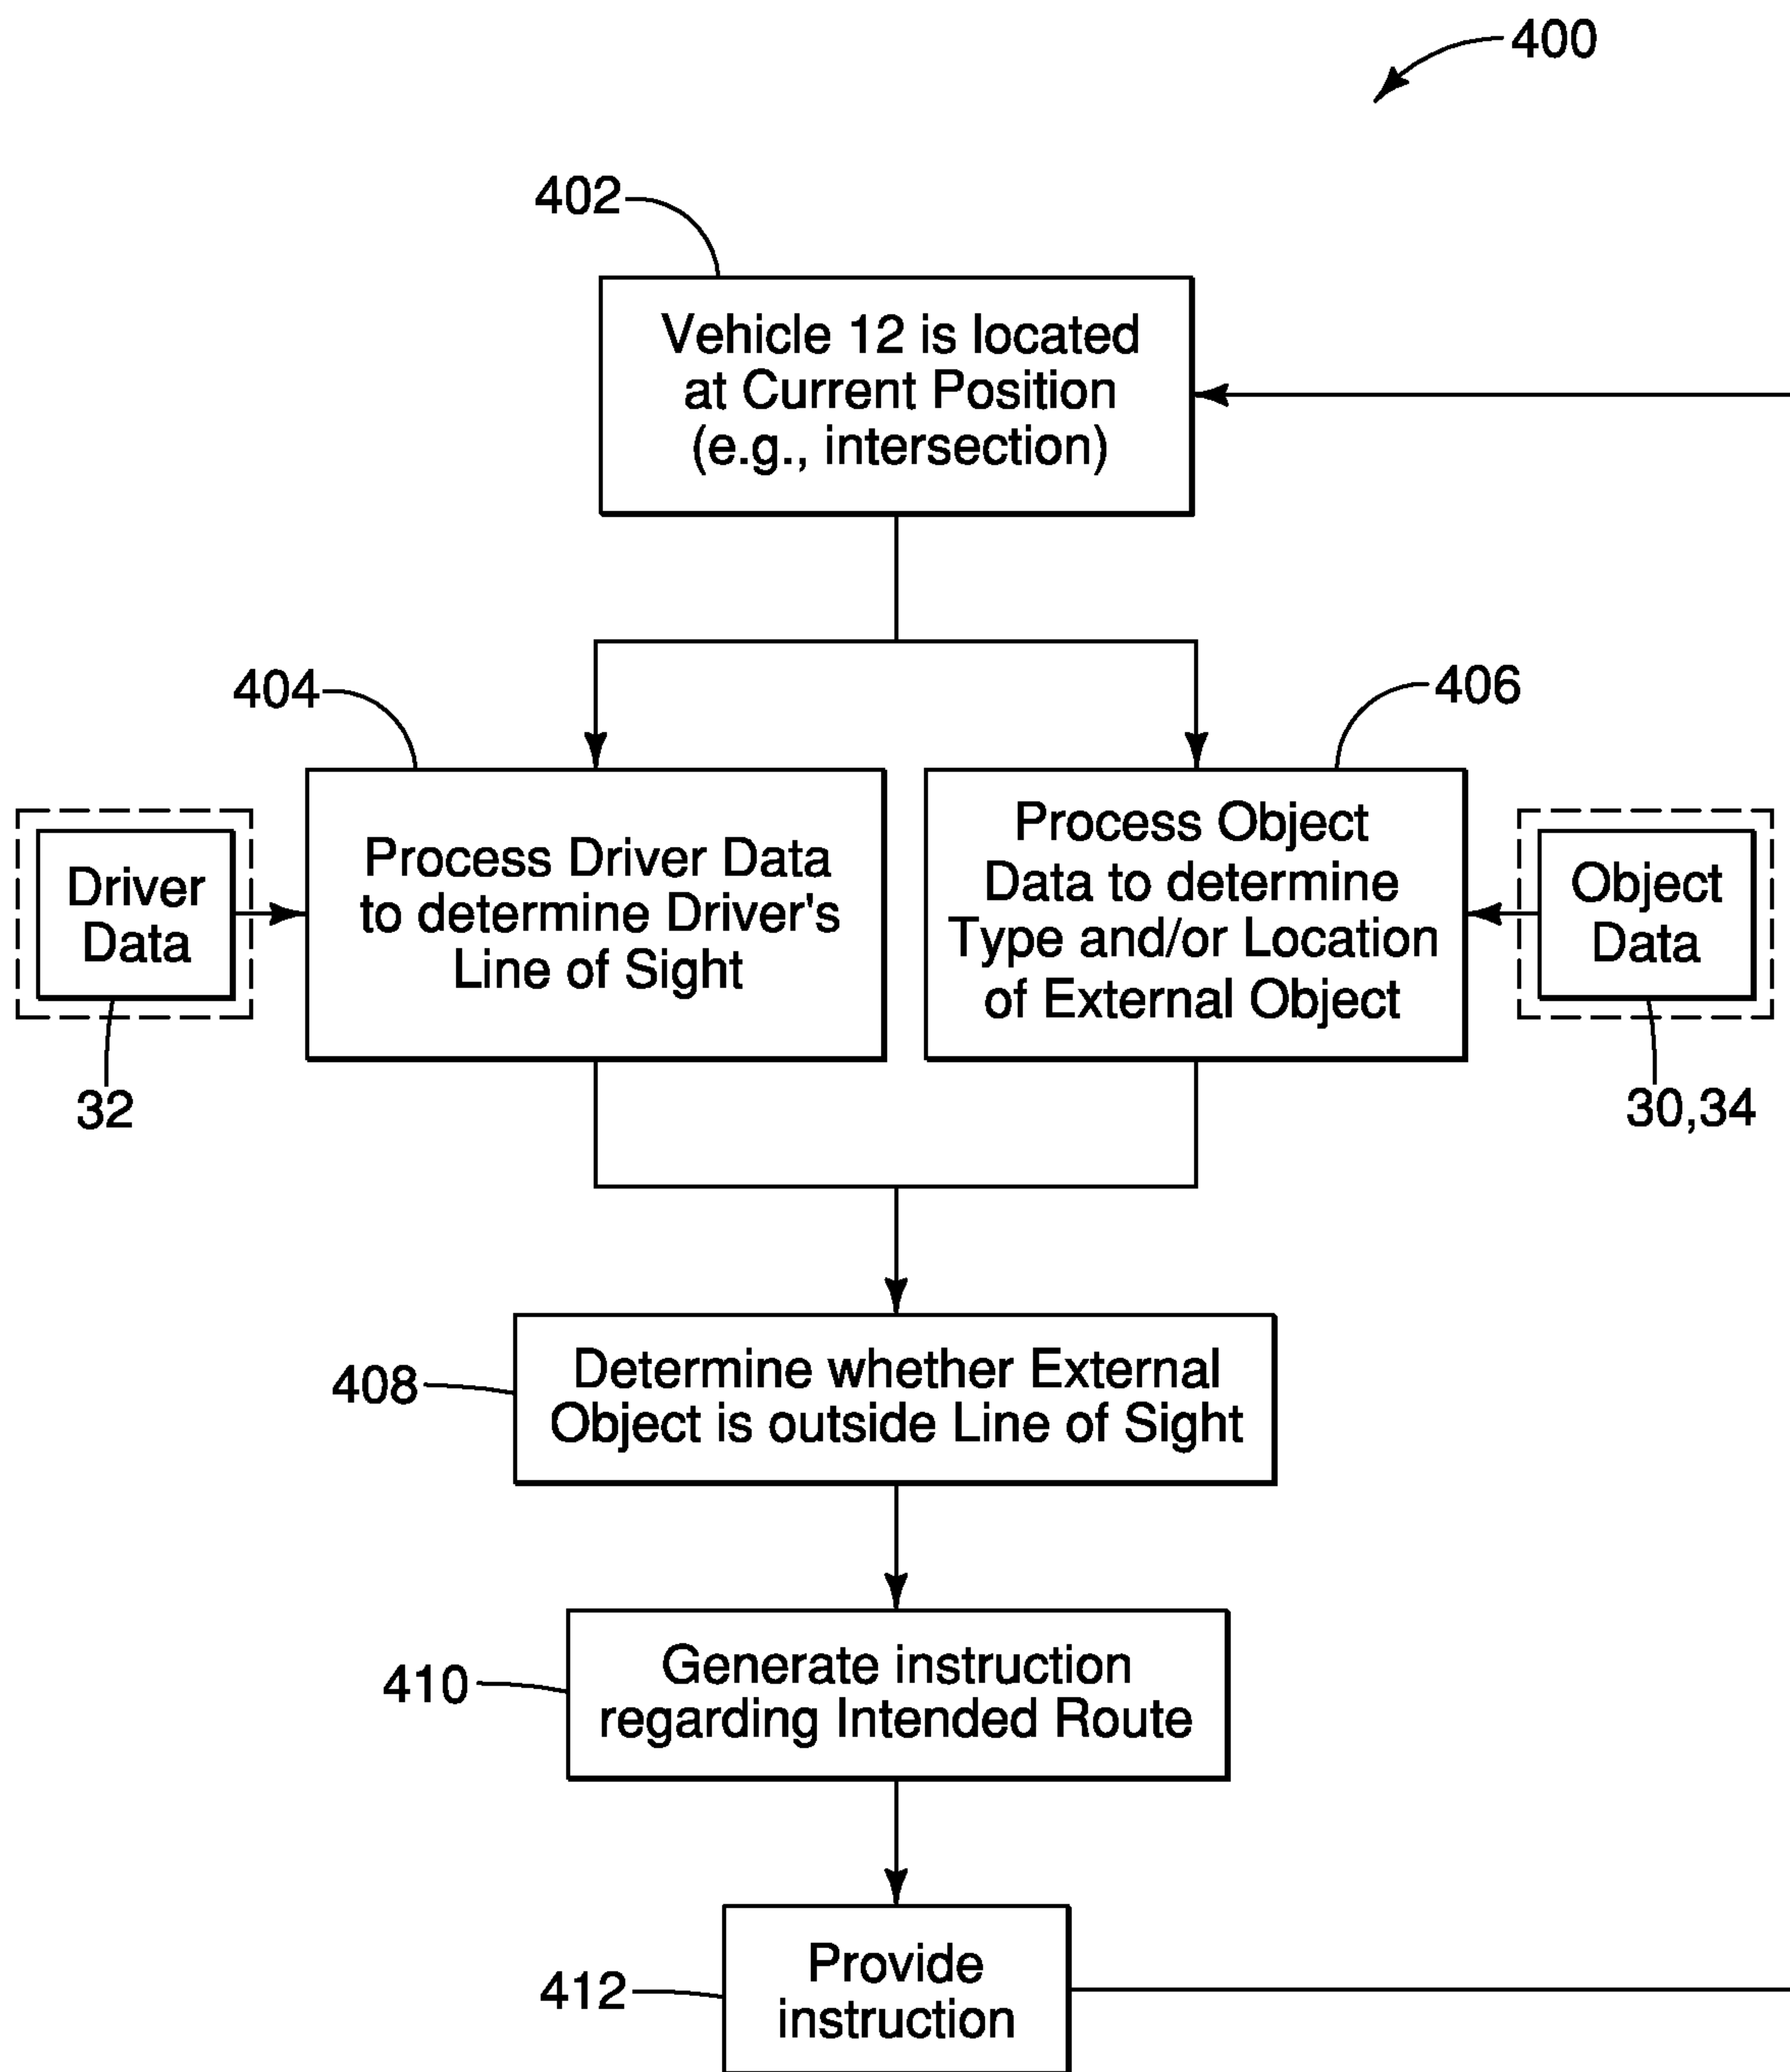 400
402
Vehicle 12 is located
at Current Position
(e.g., intersection)
404
406
Driver
Data
Process Driver Data
to determine Driver's
Line of Sight
Process Object
Data to determine
Type and/or Location
of External Object
Object
Data
32
30,34
408
Determine whether External
Object is outside Line of Sight
410
Generate instruction
regarding Intended Route
412
Provide
instruction